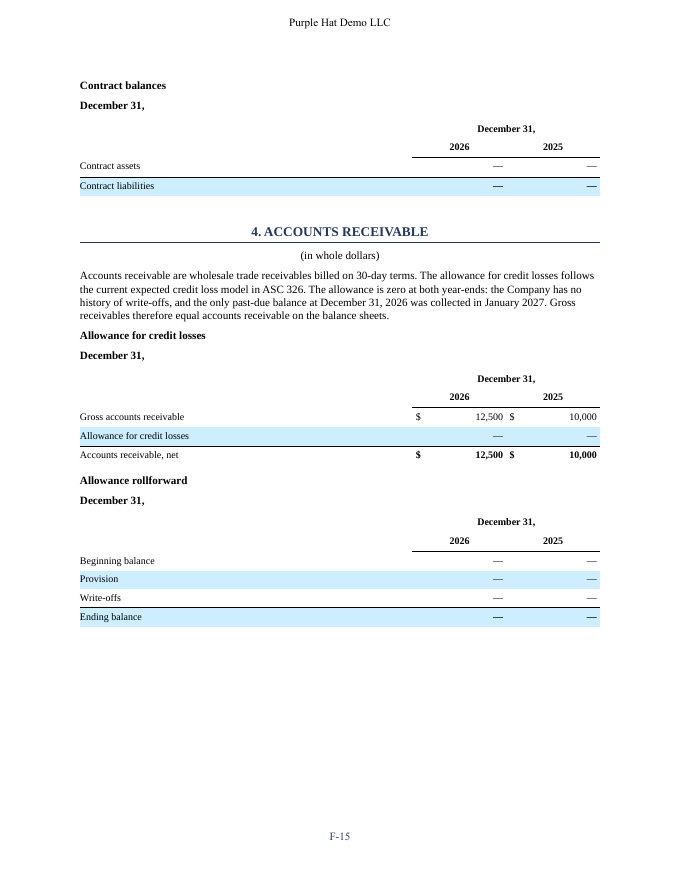 Purple Hat Demo LLC
Contract balances
December 31,
December 31,
2026 2025
Contract assets — —
Contract liabilities — —
4. ACCOUNTS RECEIVABLE
(in whole dollars)
Accounts receivable are wholesale trade receivables billed on 30-day terms. The allowance for credit losses follows
the current expected credit loss model in ASC 326. The allowance is zero at both year-ends: the Company has no
history of write-offs, and the only past-due balance at December 31, 2026 was collected in January 2027. Gross
receivables therefore equal accounts receivable on the balance sheets.
Allowance for credit losses
December 31,
December 31,
2026 2025
Gross accounts receivable $ 12,500 $ 10,000
Allowance for credit losses — —
Accounts receivable, net $ 12,500 $ 10,000
Allowance rollforward
December 31,
December 31,
2026 2025
Beginning balance — —
Provision — —
Write-offs — —
Ending balance — —
F-15